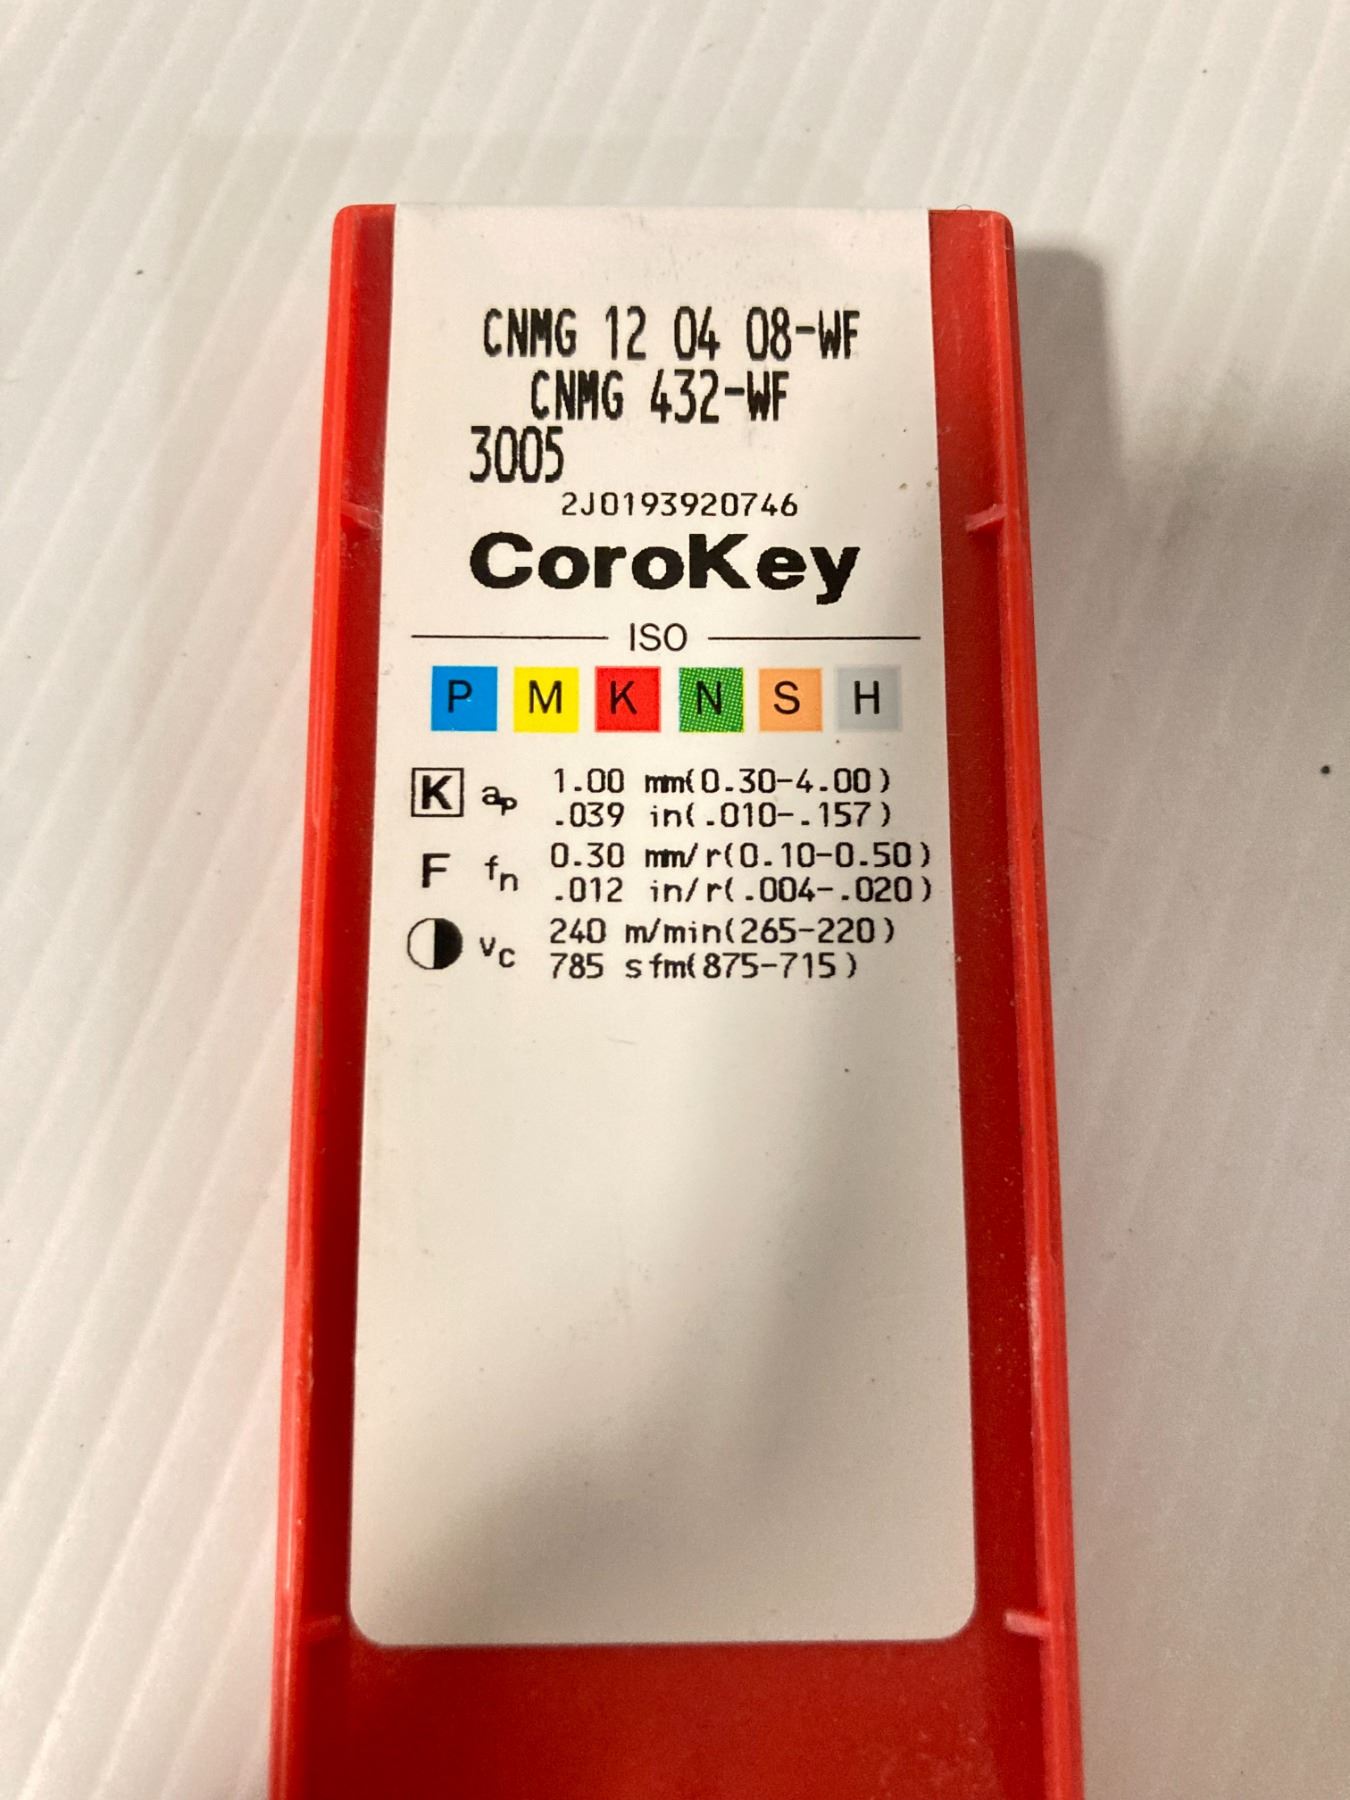 CNMG 12 04 08-WF
CNMG 432-WF
3005
2J0193920746
CoroKey
ISO
P M K N S H
K ap 1.00 mm(0.30-4.00)
.039 in(.010-.157)
F fn 0.30 mm/r(0.10-0.50)
.012 in/r(.004-.020)
vc 240 m/min(265-220)
785 sfm(875-715)